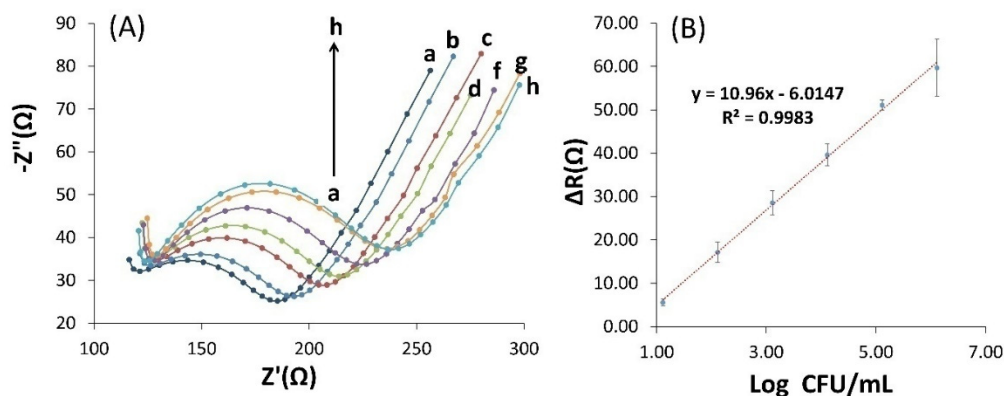 (A)
-Z"(Ω)
90
80
70
60
50
40
30
20
100
150
200
250
300
Z'(Ω)
h
a
a
b
c
d
f
g
h
(B)
ΔR(Ω)
70.00
60.00
50.00
40.00
30.00
20.00
10.00
0.00
1.00
3.00
5.00
7.00
Log CFU/mL
y = 10.96x - 6.0147
R² = 0.9983